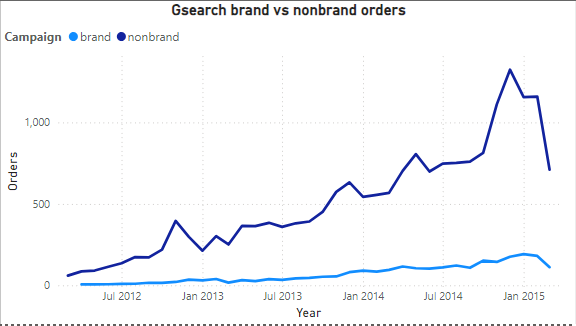 Gsearch brand vs nonbrand orders
Campaign brand nonbrand
1,000
500
0
Orders
Jul 2012 Jan 2013 Jul 2013 Jan 2014 Jul 2014 Jan 2015
Year